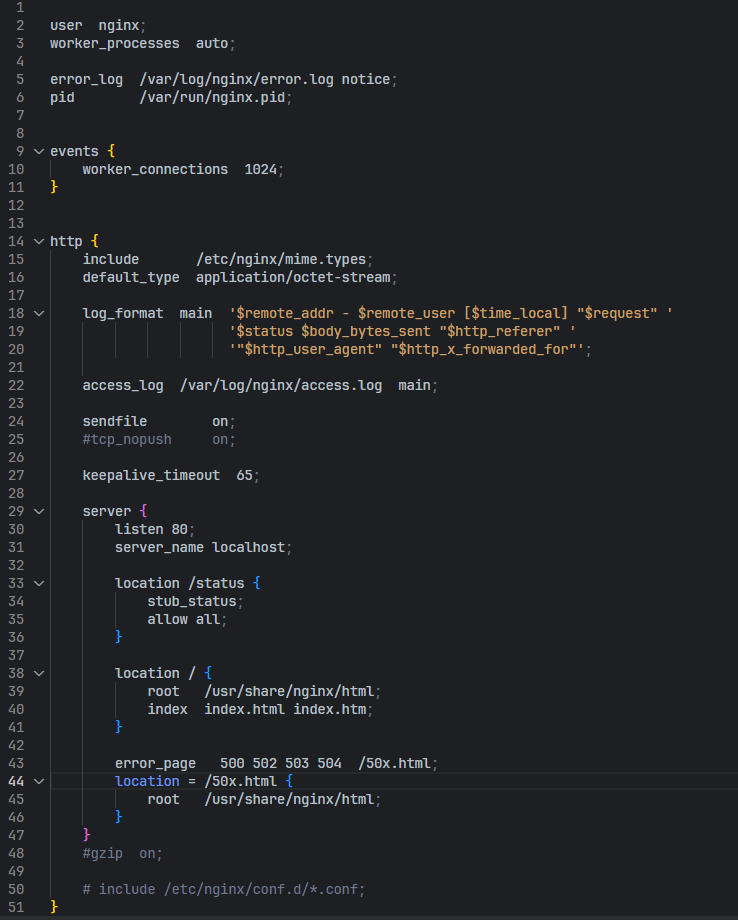 1
2 user  nginx;
3 worker_processes  auto;
4
5 error_log  /var/log/nginx/error.log notice;
6 pid        /var/run/nginx.pid;
7
8
9 events {
10     worker_connections  1024;
11 }
12
13
14 http {
15     include       /etc/nginx/mime.types;
16     default_type  application/octet-stream;
17
18     log_format  main  '$remote_addr - $remote_user [$time_local] "$request" '
19                       '$status $body_bytes_sent "$http_referer" '
20                       '"$http_user_agent" "$http_x_forwarded_for"';
21
22     access_log  /var/log/nginx/access.log  main;
23
24     sendfile        on;
25     #tcp_nopush     on;
26
27     keepalive_timeout  65;
28
29     server {
30         listen 80;
31         server_name localhost;
32
33         location /status {
34             stub_status;
35             allow all;
36         }
37
38         location / {
39             root   /usr/share/nginx/html;
40             index  index.html index.htm;
41         }
42
43         error_page   500 502 503 504  /50x.html;
44         location = /50x.html {
45             root   /usr/share/nginx/html;
46         }
47     }
48     #gzip  on;
49
50     # include /etc/nginx/conf.d/*.conf;
51 }